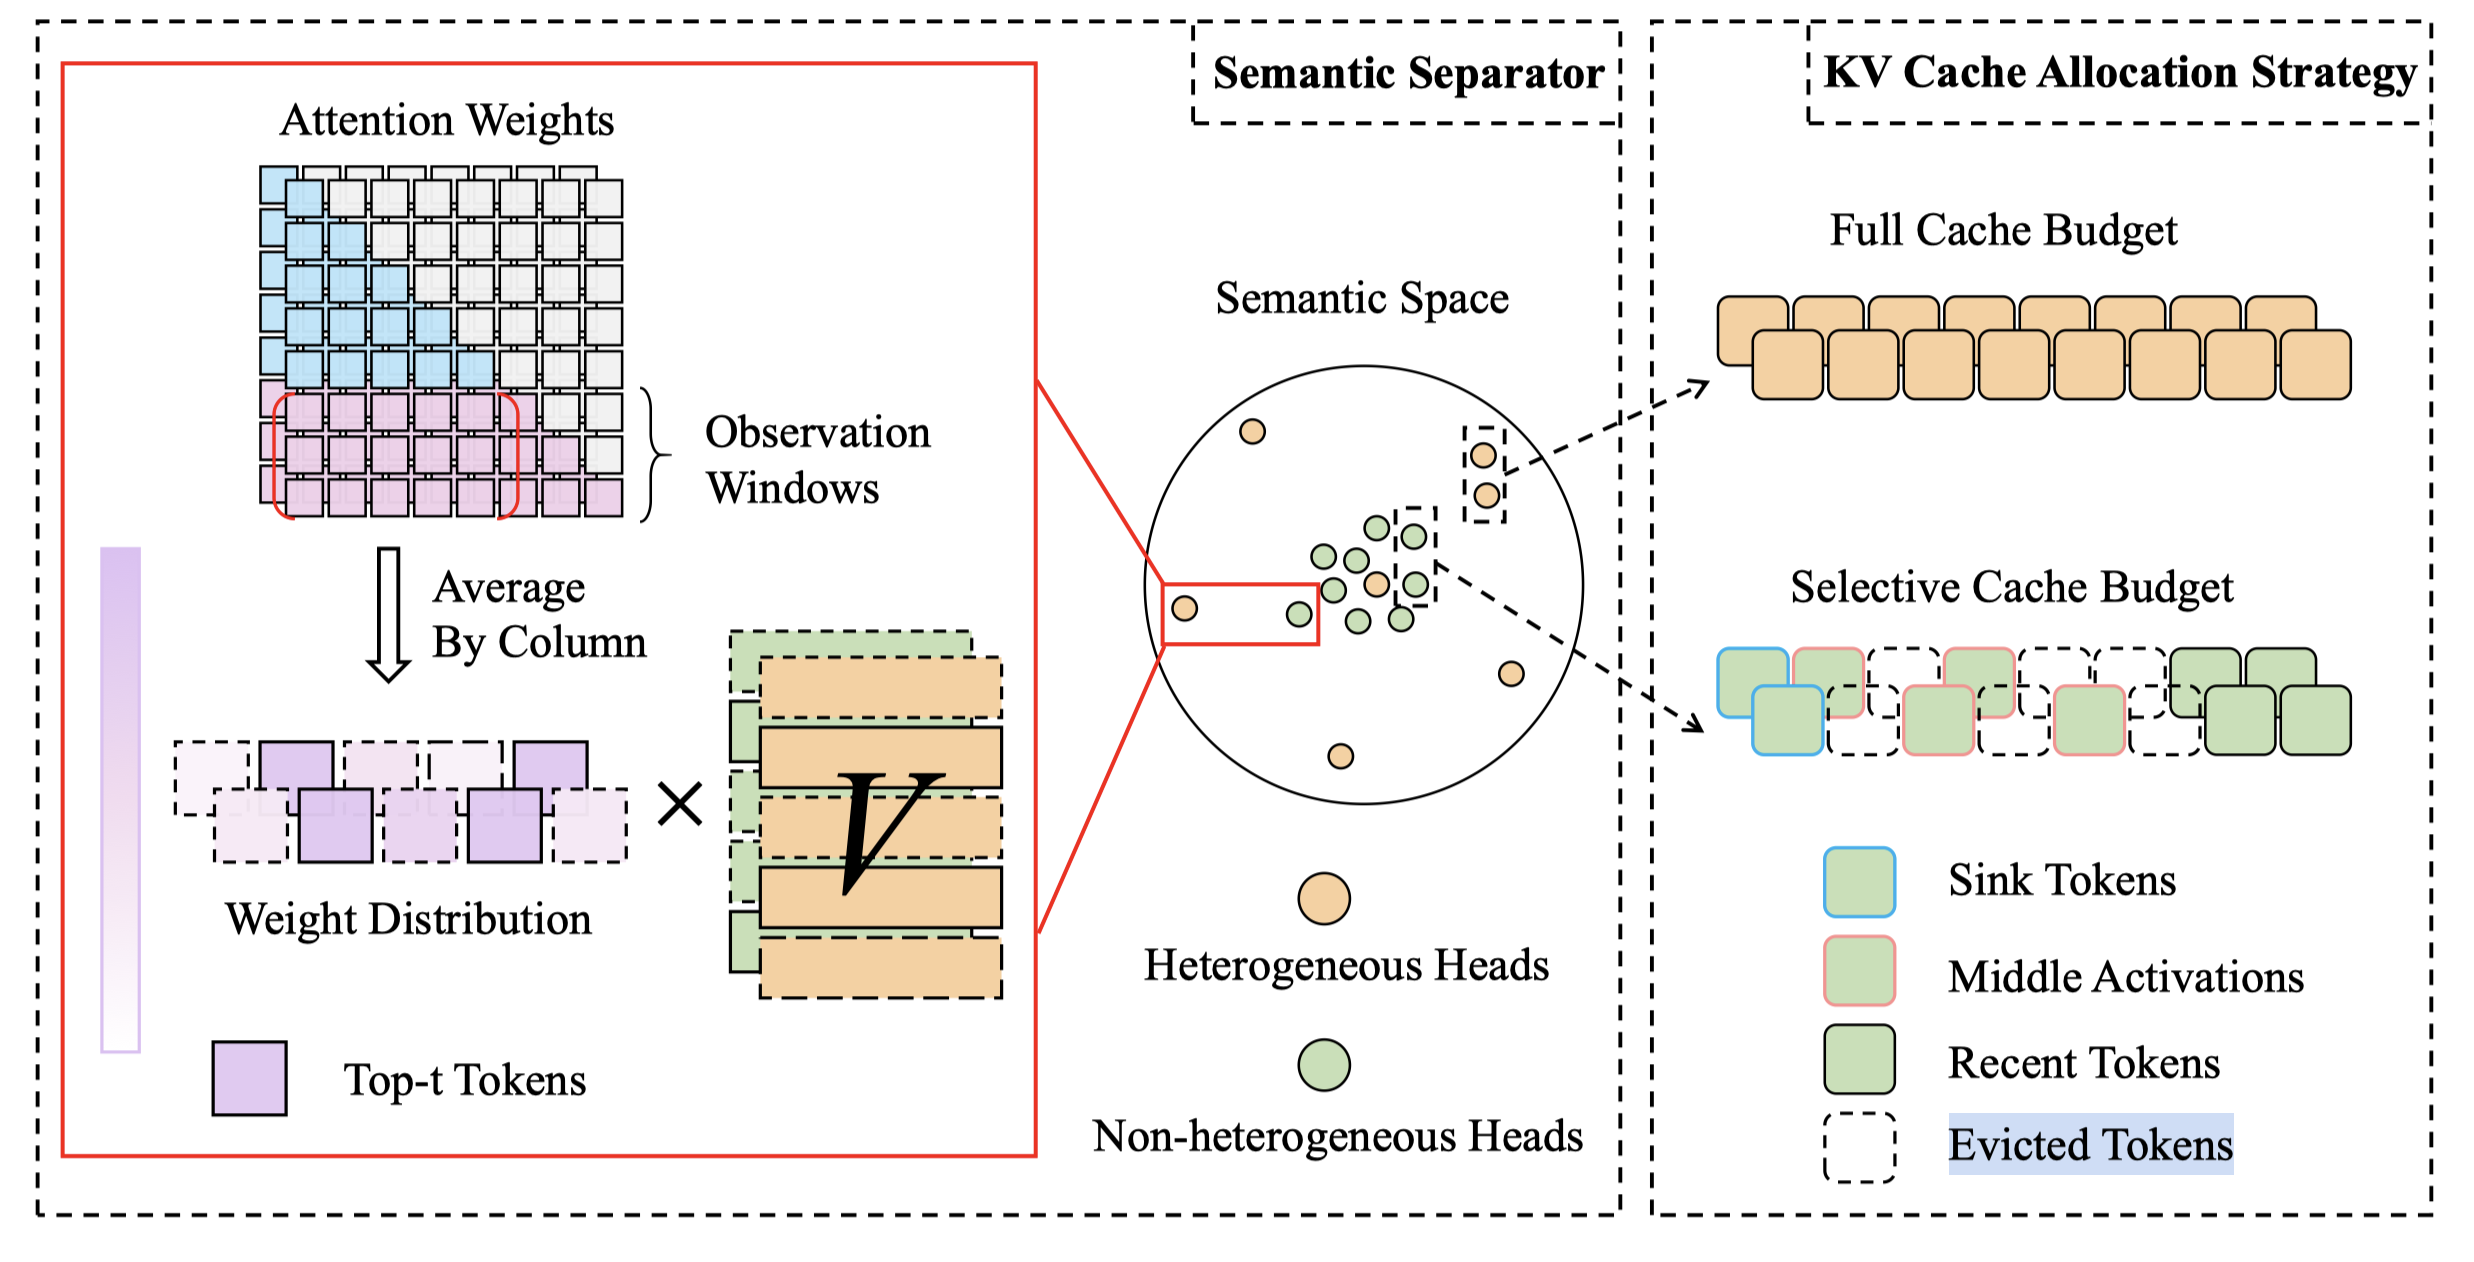 Semantic Separator
KV Cache Allocation Strategy
Attention Weights
Observation
Windows
Average
By Column
V
×
Weight Distribution
Top-t Tokens
Semantic Space
Heterogeneous Heads
Non-heterogeneous Heads
Full Cache Budget
Selective Cache Budget
Sink Tokens
Middle Activations
Recent Tokens
Evicted Tokens